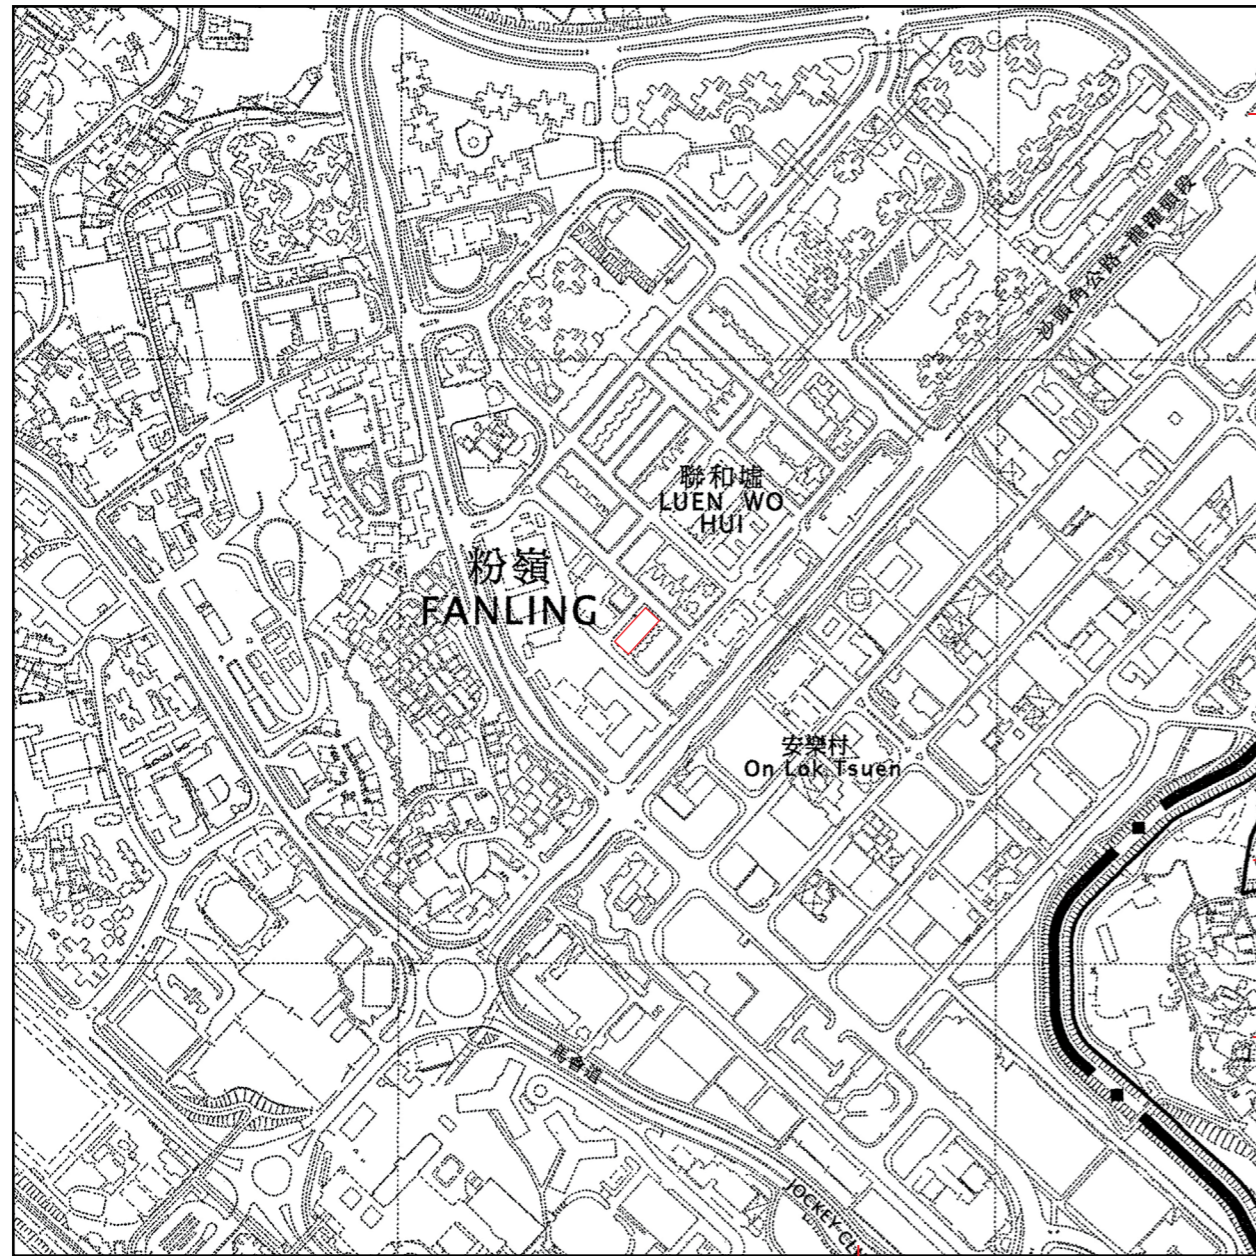 沙頭角公路-龍躍頭段
聯和墟
LUEN WO
HUI
粉嶺
FANLING
安樂村
On Lok Tsuen
馬會道
JOCKEY CL